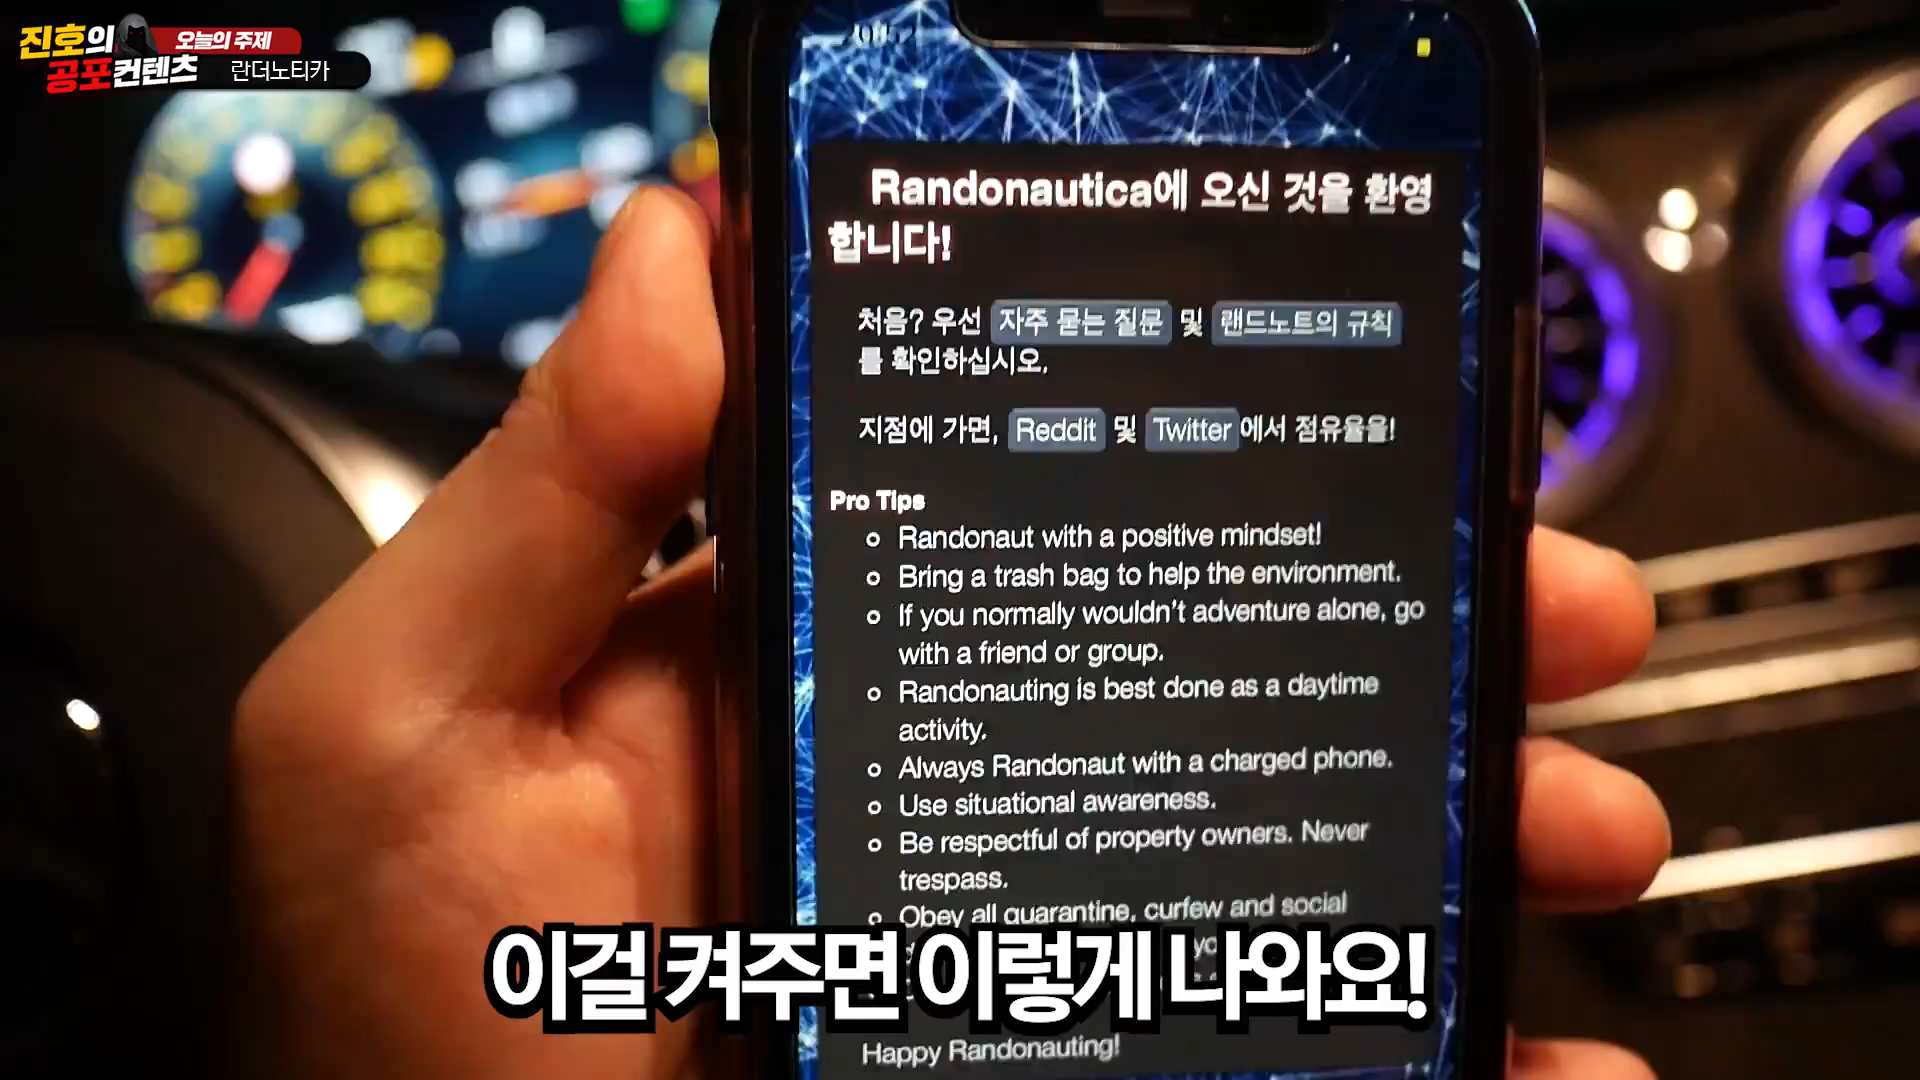 진호의
공포컨텐츠
오늘의 주제
란더노티카
Randonautica에 오신 것을 환영
합니다!
처음? 우선 자주 묻는 질문 및 랜드노트의 규칙
를 확인하십시오.
지점에 가면, Reddit 및 Twitter에서 점유율을!
Pro Tips
Randonaut with a positive mindset!
Bring a trash bag to help the environment.
If you normally wouldn't adventure alone, go
with a friend or group.
Randonauting is best done as a daytime
activity.
Always Randonaut with a charged phone.
Use situational awareness.
Be respectful of property owners. Never
trespass.
Obey all quarantine, curfew and social
이걸 켜주면 이렇게 나와요!
Happy Randonauting!